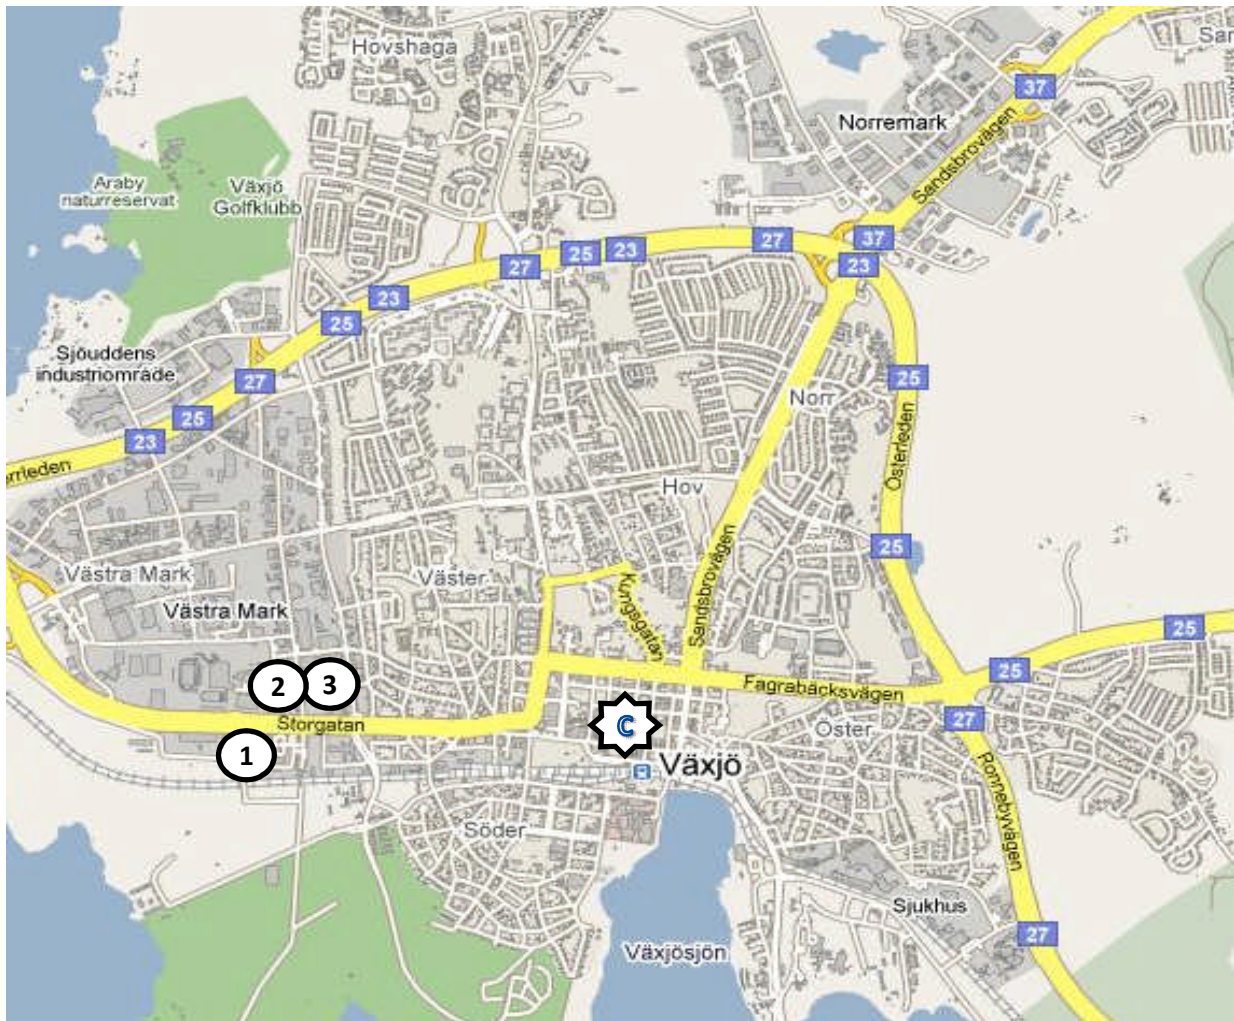 Hovshaga
37
Norremark
Sandsbrovägen
Araby
naturreservat
Växjö
Golfklubb
37
27
25
23
27
23
23
25
Sjöuddens
industriområde
27
25
Norr
25
23
Österleden
Hov
25
Västra Mark
Väster
Kungsgatan
Sandsbrovägen
Västra Mark
25
25
2
3
Fagrabäcksvägen
27
Storgatan
C
Öster
1
Växjö
Ronnebyvägen
Söder
Sjukhus
27
Växjösjön